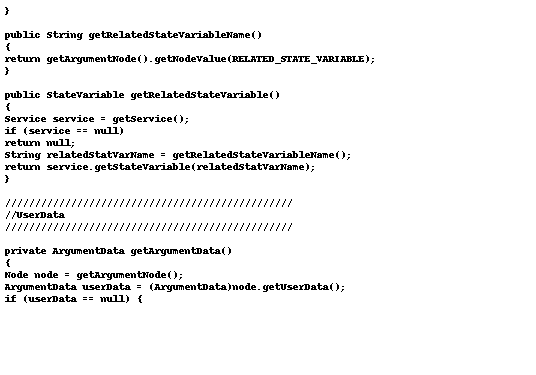 }
public String getRelatedStateVariableName()
{
return getArgumentNode().getNodeValue(RELATED_STATE_VARIABLE);
}
public StateVariable getRelatedStateVariable()
{
Service service = getService();
if (service == null)
return null;
String relatedStatVarName = getRelatedStateVariableName();
return service.getStateVariable(relatedStatVarName);
}
////////////////////////////////////////////////
//UserData
////////////////////////////////////////////////
private ArgumentData getArgumentData()
{
Node node = getArgumentNode();
ArgumentData userData = (ArgumentData)node.getUserData();
if (userData == null) {